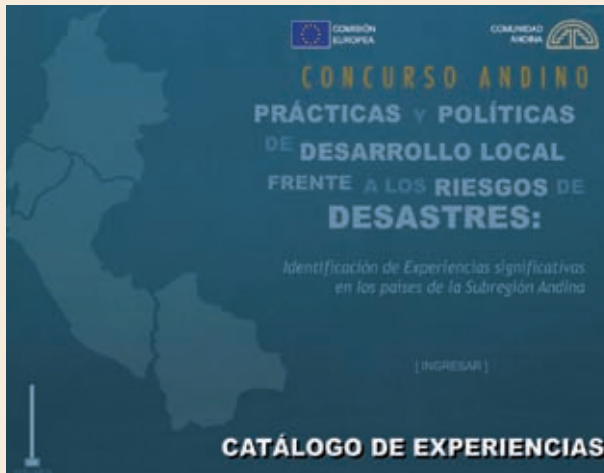 COMISIÓN
EUROPEA
COMUNIDAD
ANDINA
CONCURSO ANDINO
PRÁCTICAS Y POLÍTICAS
DE DESARROLLO LOCAL
FRENTE A LOS RIESGOS DE
DESASTRES:
Identificación de Experiencias significativas
en los países de la Subregión Andina
[ INGRESAR ]
CATÁLOGO DE EXPERIENCIAS